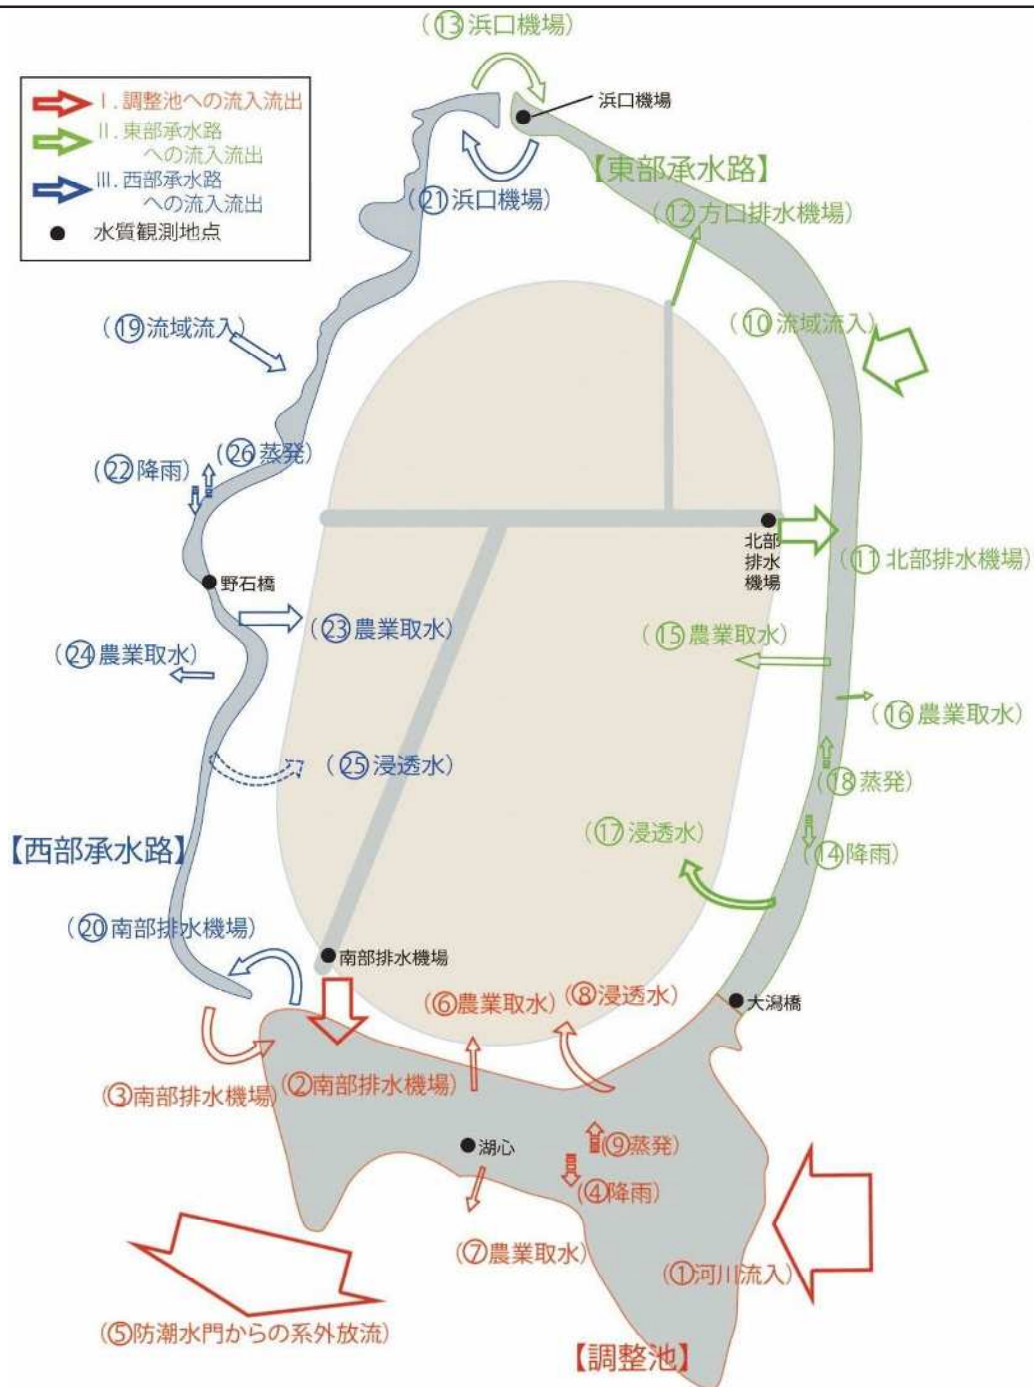 (⑬浜口機場)
Ⅰ.調整池への流入流出
Ⅱ.東部承水路
への流入流出
Ⅲ.西部承水路
への流入流出
水質観測地点
浜口機場
【東部承水路】
(㉑浜口機場)
(⑫方口排水機場)
(⑲流域流入)
(⑩流域流入)
(㉖蒸発)
(㉒降雨)
北部
排水
機場
(⑪北部排水機場)
野石橋
(㉓農業取水)
(⑮農業取水)
(㉔農業取水)
(⑯農業取水)
(㉕浸透水)
(⑱蒸発)
(⑰浸透水)
(⑭降雨)
【西部承水路】
(⑳南部排水機場)
南部排水機場
(⑥農業取水)
(⑧浸透水)
大潟橋
(③南部排水機場)
(②南部排水機場)
湖心
(⑨蒸発)
(④降雨)
(⑦農業取水)
(①河川流入)
(⑤防潮水門からの系外放流)
【調整池】